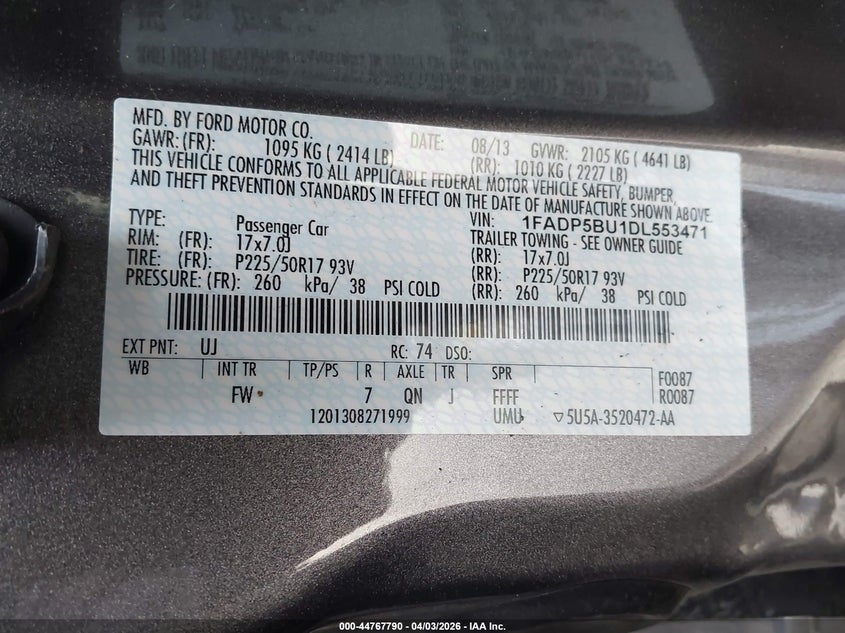 MFD. BY FORD MOTOR CO.
DATE: 08/13 GVWR: 2105 KG ( 4641 LB)
GAWR: (FR): 1095 KG ( 2414 LB) (RR): 1010 KG ( 2227 LB)
THIS VEHICLE CONFORMS TO ALL APPLICABLE FEDERAL MOTOR VEHICLE SAFETY, BUMPER,
AND THEFT PREVENTION STANDARDS IN EFFECT ON THE DATE OF MANUFACTURE SHOWN ABOVE.
VIN: 1FADP5BU1DL553471
TYPE: Passenger Car TRAILER TOWING - SEE OWNER GUIDE
RIM: (FR): 17x7.0J (RR): 17x7.0J
TIRE: (FR): P225/50R17 93V (RR): P225/50R17 93V
PRESSURE: (FR): 260 kPa/ 38 PSI COLD (RR): 260 kPa/ 38 PSI COLD
EXT PNT: UJ RC: 74 DSO:
WB INT TR TP/PS R AXLE TR SPR F0087
FW 7 QN J FFFF R0087
1201308271999 UMU ▽5U5A-3520472-AA
000-44767790 - 04/03/2026 - IAA Inc.